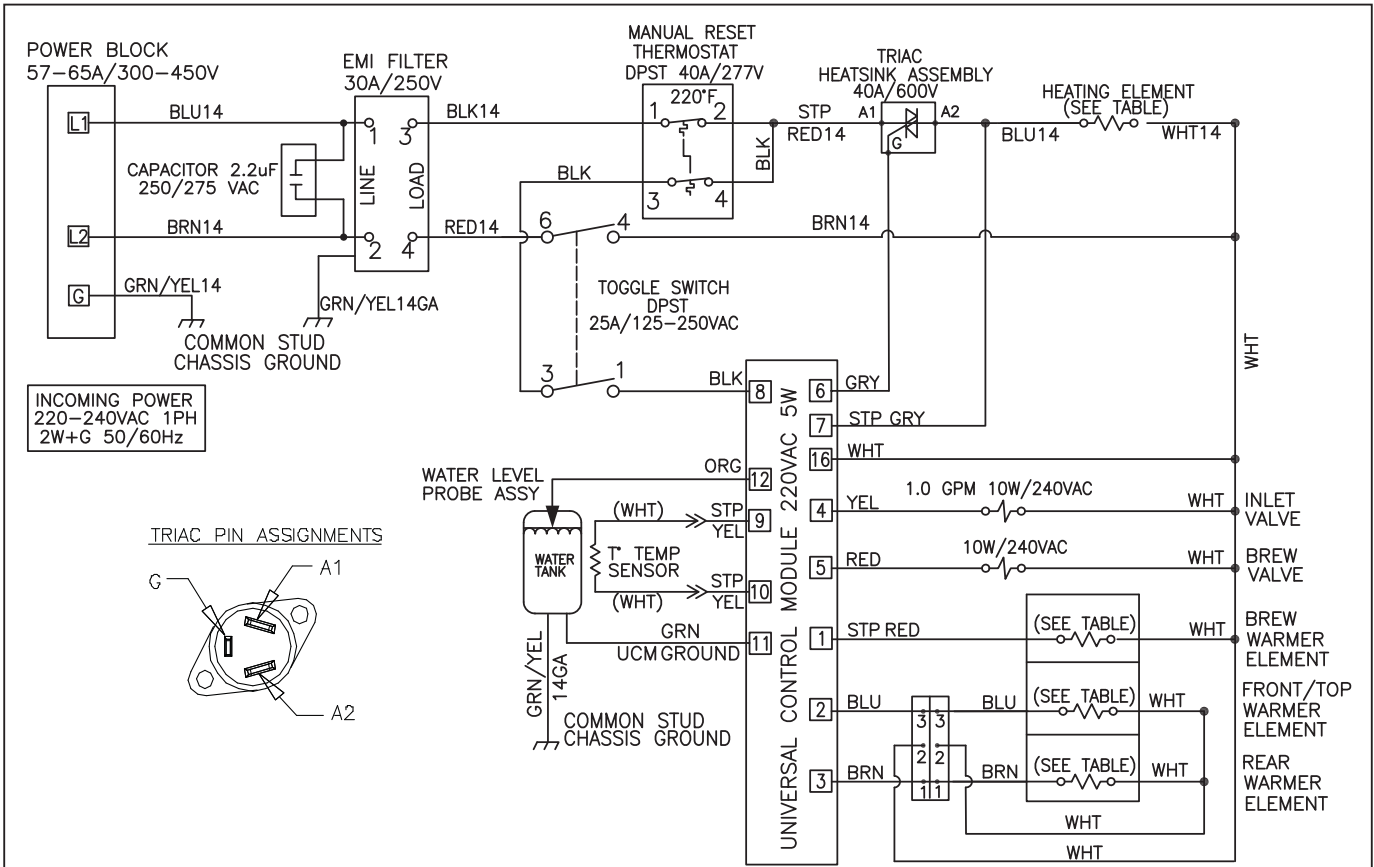 POWER BLOCK
57-65A/300-450V
L1
BLU14
CAPACITOR 2.2uF
250/275 VAC
L2
BRN14
G
GRN/YEL14
COMMON STUD
CHASSIS GROUND
INCOMING POWER
220-240VAC 1PH
2W+G 50/60Hz
EMI FILTER
30A/250V
1
3
LINE
LOAD
2
4
GRN/YEL14GA
BLK14
RED14
MANUAL RESET
THERMOSTAT
DPST 40A/277V
220°F
1
2
3
4
BLK
BLK
STP
RED14
TRIAC
HEATSINK ASSEMBLY
40A/600V
A1
A2
G
BLU14
HEATING ELEMENT
(SEE TABLE)
WHT14
6
4
BRN14
TOGGLE SWITCH
DPST
25A/125-250VAC
3
1
BLK
WHT
UNIVERSAL CONTROL MODULE 220VAC 5W
8
6
GRY
7
STP GRY
16
WHT
12
ORG
WATER LEVEL
PROBE ASSY
WATER
TANK
(WHT)
STP
YEL
9
T° TEMP
SENSOR
(WHT)
STP
YEL
10
GRN
UCM GROUND
11
GRN/YEL
14GA
COMMON STUD
CHASSIS GROUND
4
YEL
1.0 GPM 10W/240VAC
WHT
INLET
VALVE
5
RED
10W/240VAC
WHT
BREW
VALVE
1
STP RED
(SEE TABLE)
WHT
BREW
WARMER
ELEMENT
2
BLU
3
3
BLU
(SEE TABLE)
WHT
FRONT/TOP
WARMER
ELEMENT
2
2
3
BRN
1
1
BRN
(SEE TABLE)
WHT
REAR
WARMER
ELEMENT
WHT
WHT
TRIAC PIN ASSIGNMENTS
G
A1
A2